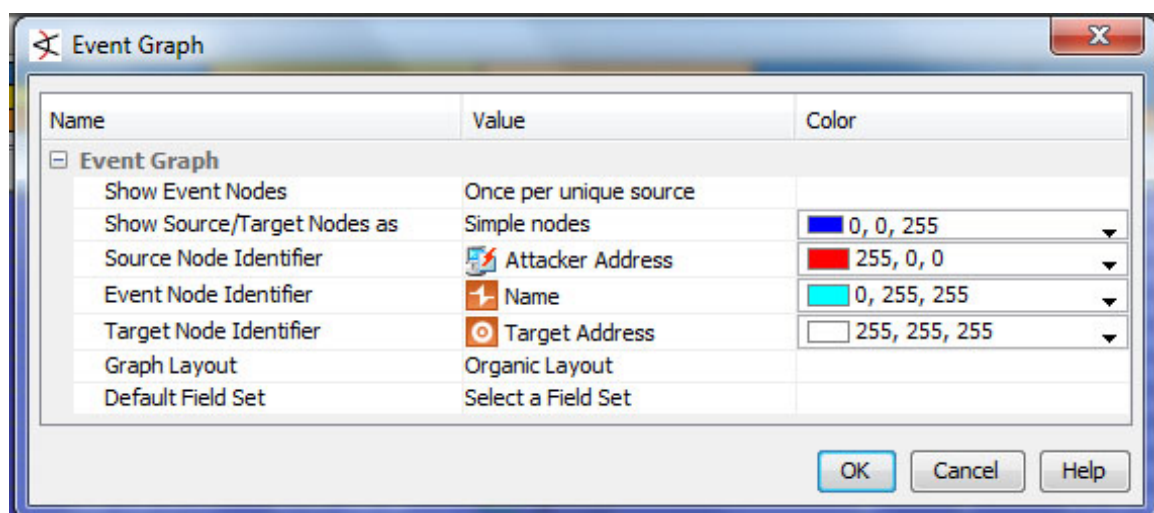 Event Graph
Name Value Color
Event Graph
Show Event Nodes Once per unique source
Show Source/Target Nodes as Simple nodes 0, 0, 255
Source Node Identifier Attacker Address 255, 0, 0
Event Node Identifier Name 0, 255, 255
Target Node Identifier Target Address 255, 255, 255
Graph Layout Organic Layout
Default Field Set Select a Field Set
OK Cancel Help